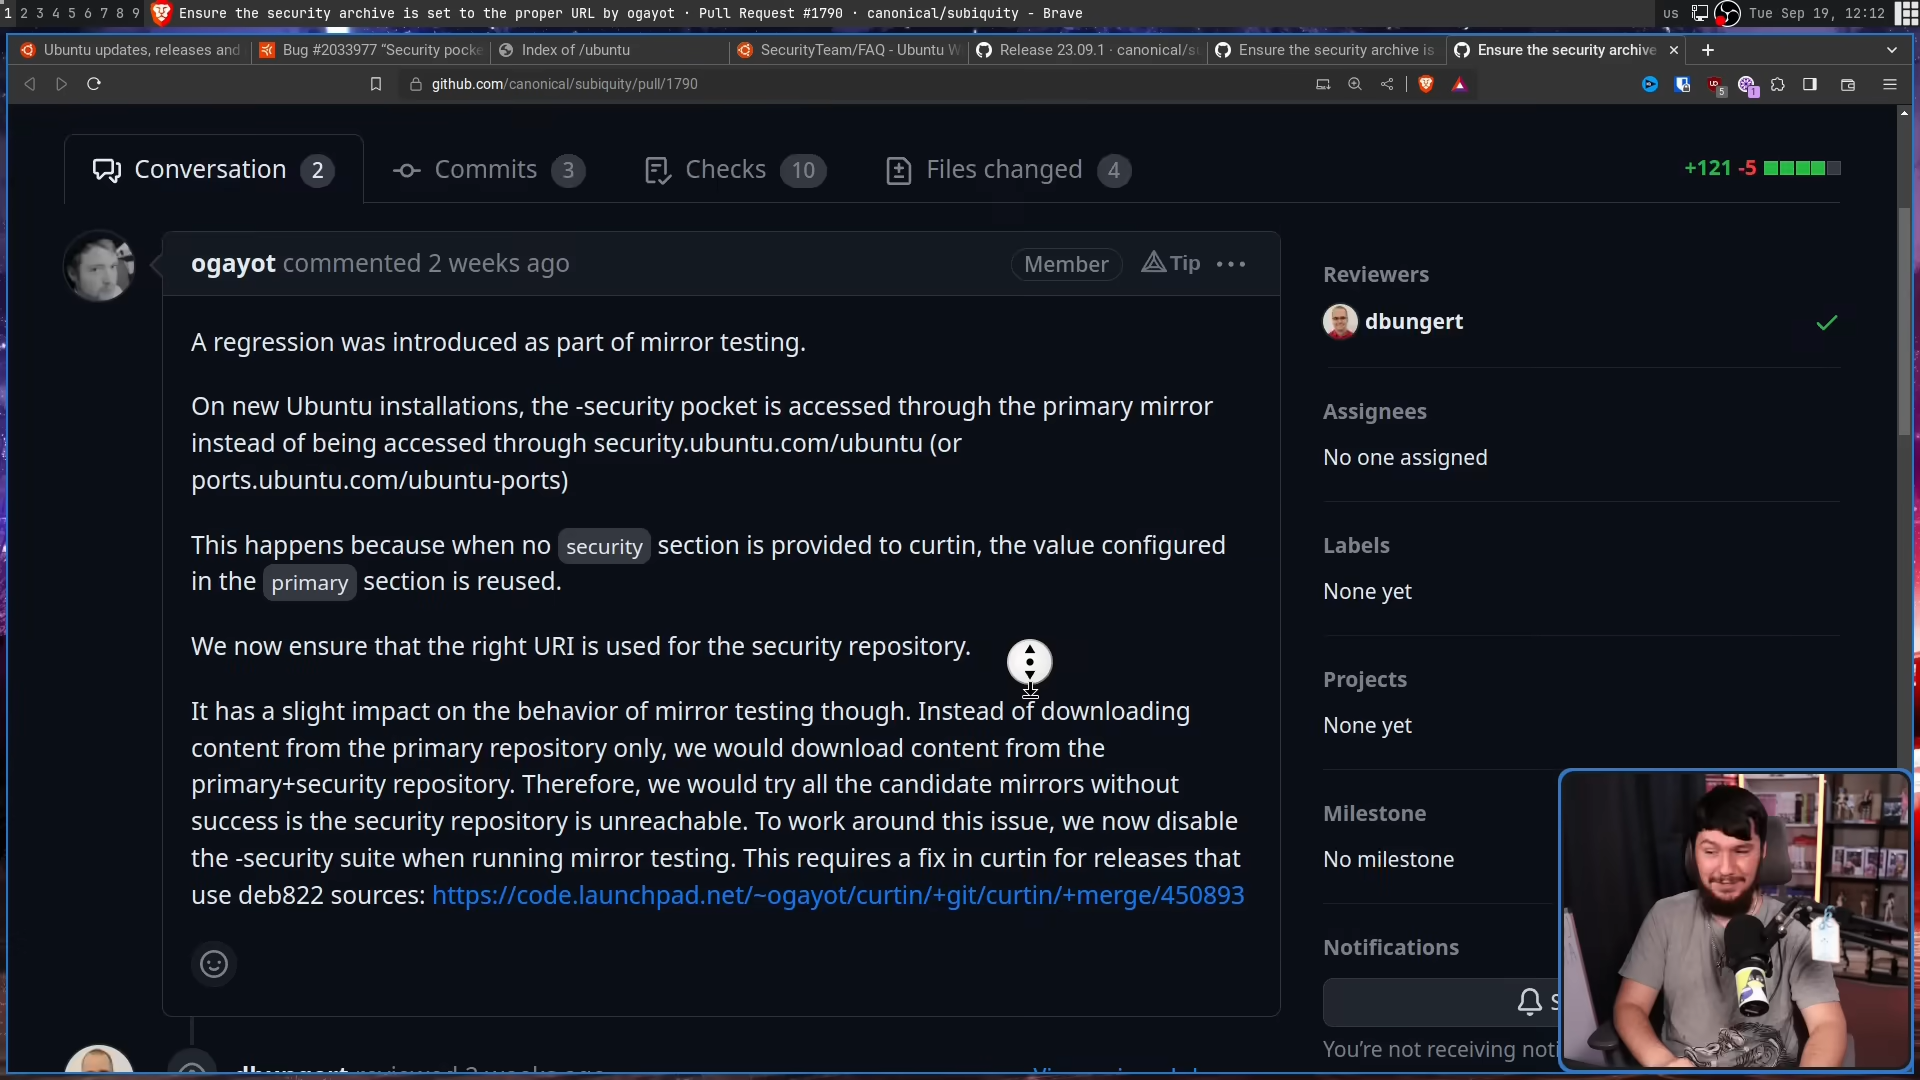 1 2 3 4 5 6 7 8 9 Ensure the security archive is set to the proper URL by ogayot · Pull Request #1790 · canonical/subiquity - Brave us Tue Sep 19, 12:12
Ubuntu updates, releases and Bug #2033977 “Security pocke Index of /ubuntu SecurityTeam/FAQ - Ubuntu W Release 23.09.1 · canonical/su Ensure the security archive is Ensure the security archive
github.com/canonical/subiquity/pull/1790 5 1
Conversation 2 Commits 3 Checks 10 Files changed 4 +121 -5
ogayot commented 2 weeks ago Member Tip
A regression was introduced as part of mirror testing.
On new Ubuntu installations, the -security pocket is accessed through the primary mirror
instead of being accessed through security.ubuntu.com/ubuntu (or
ports.ubuntu.com/ubuntu-ports)
This happens because when no security section is provided to curtin, the value configured
in the primary section is reused.
We now ensure that the right URI is used for the security repository.
It has a slight impact on the behavior of mirror testing though. Instead of downloading
content from the primary repository only, we would download content from the
primary+security repository. Therefore, we would try all the candidate mirrors without
success is the security repository is unreachable. To work around this issue, we now disable
the -security suite when running mirror testing. This requires a fix in curtin for releases that
use deb822 sources: https://code.launchpad.net/~ogayot/curtin/+git/curtin/+merge/450893
dbungert reviewed 2 weeks ago
Reviewers
dbungert
Assignees
No one assigned
Labels
None yet
Projects
None yet
Milestone
No milestone
Notifications
S
You’re not receiving noti